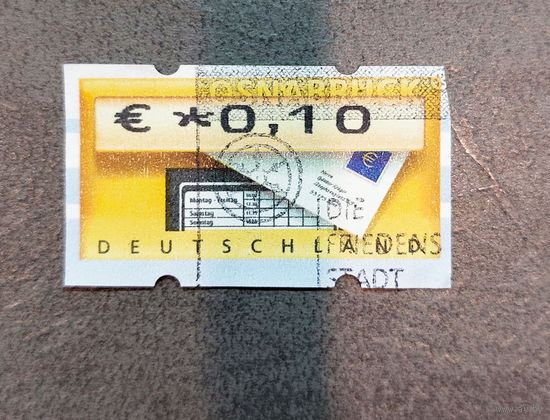 OSNABRÜCK
€ *0,10
Montag - Freitag
Samstag
Sonntag
DIE
DEUTSCHLAND
FRIEDENS
STADT